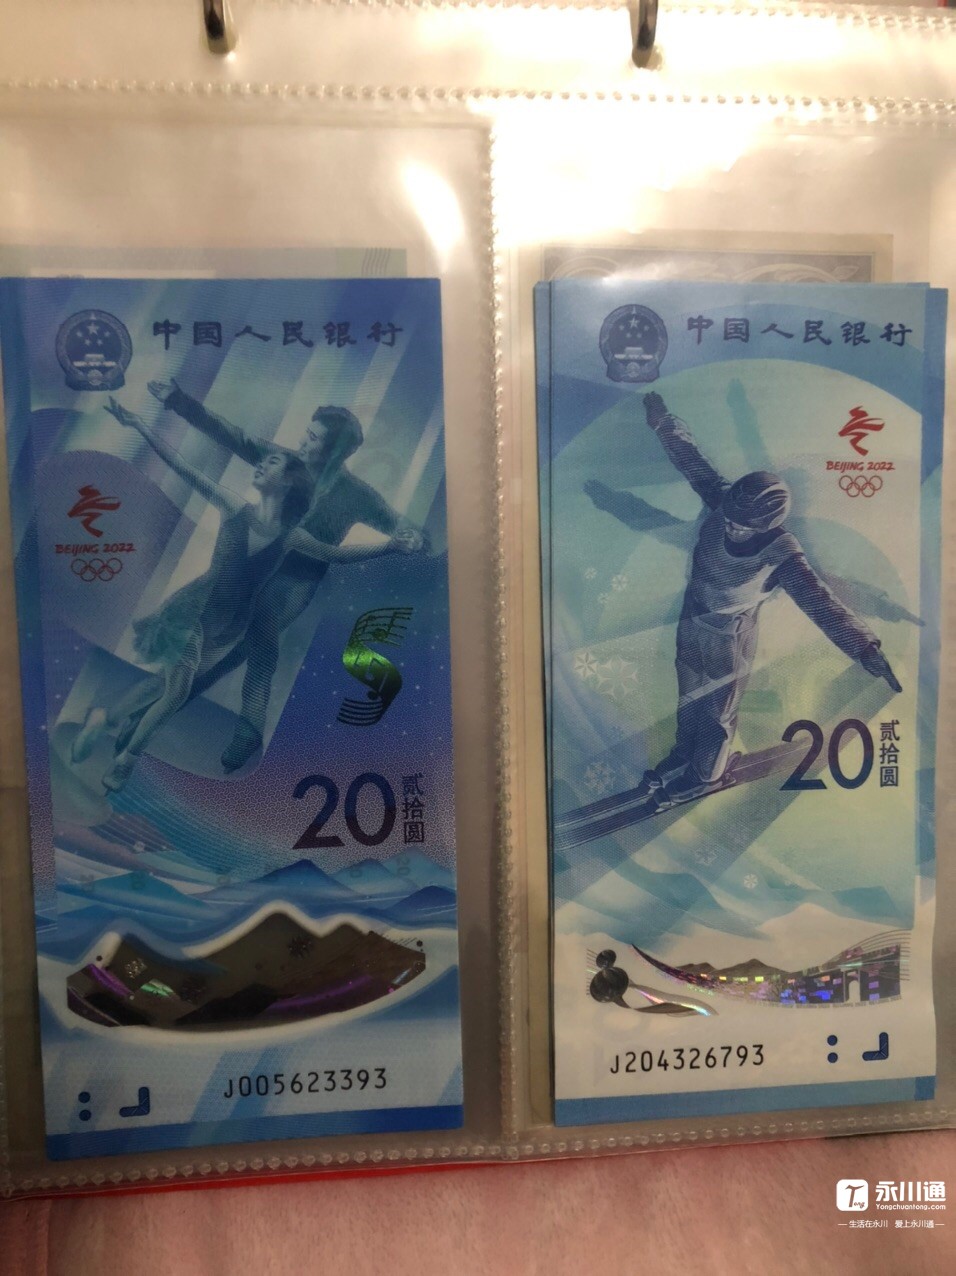 中国人民银行
BEIJING 2022
20
贰拾圆
J005623393
中国人民银行
BEIJING 2022
20
贰拾圆
J204326793
永川通
Yongchuantong.com
生活在永川 爱上永川通